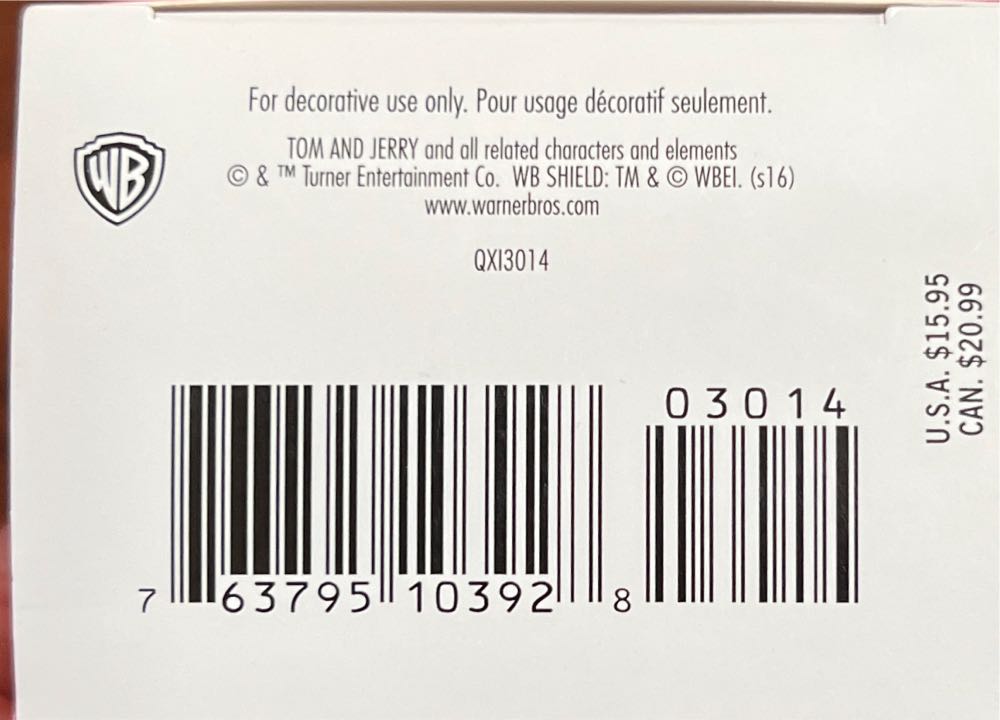 For decorative use only. Pour usage décoratif seulement.
WB
TOM AND JERRY and all related characters and elements
© & ™ Turner Entertainment Co. WB SHIELD: TM & © WBEI. (s16)
www.warnerbros.com
QXI3014
U.S.A. $15.95
CAN. $20.99
03014
7 63795 10392 8